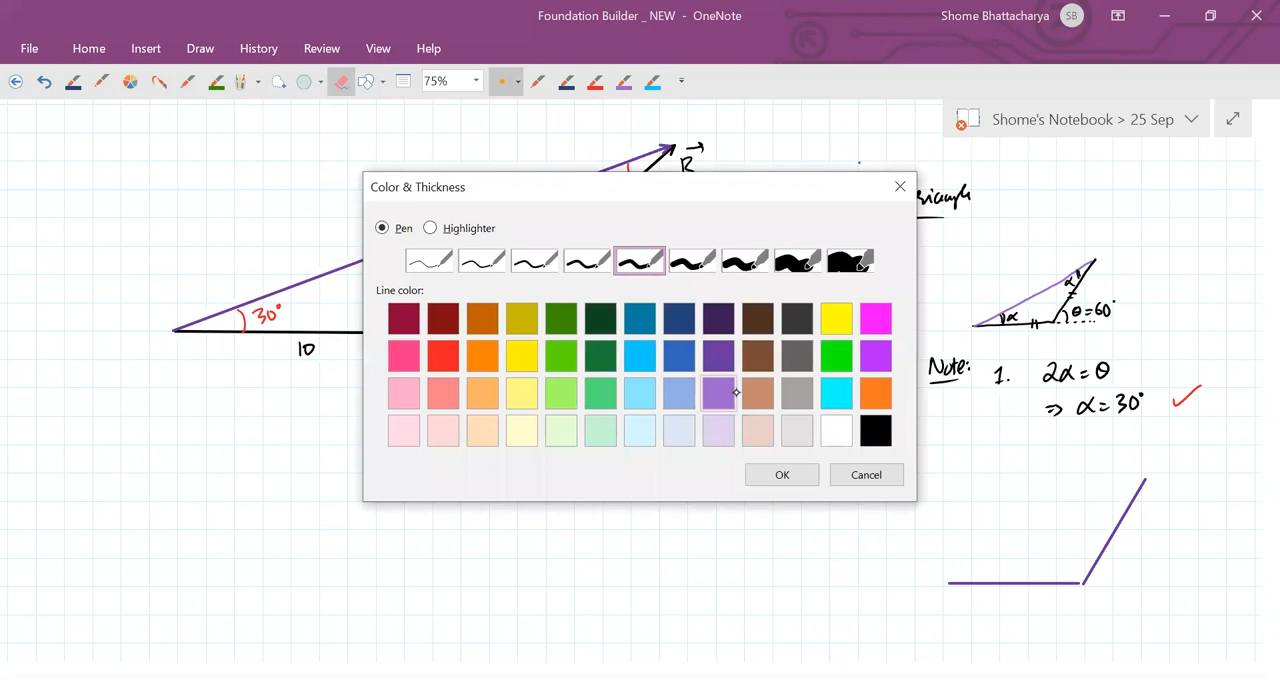 Foundation Builder _ NEW - OneNote
Shome Bhattacharya SB
File Home Insert Draw History Review View Help
75%
Shome's Notebook > 25 Sep
R
Color & Thickness
Pen Highlighter
Line color:
OK Cancel
30°
10
α
α θ=60°
Note: 1. 2α = θ
⇒ α = 30° ✓